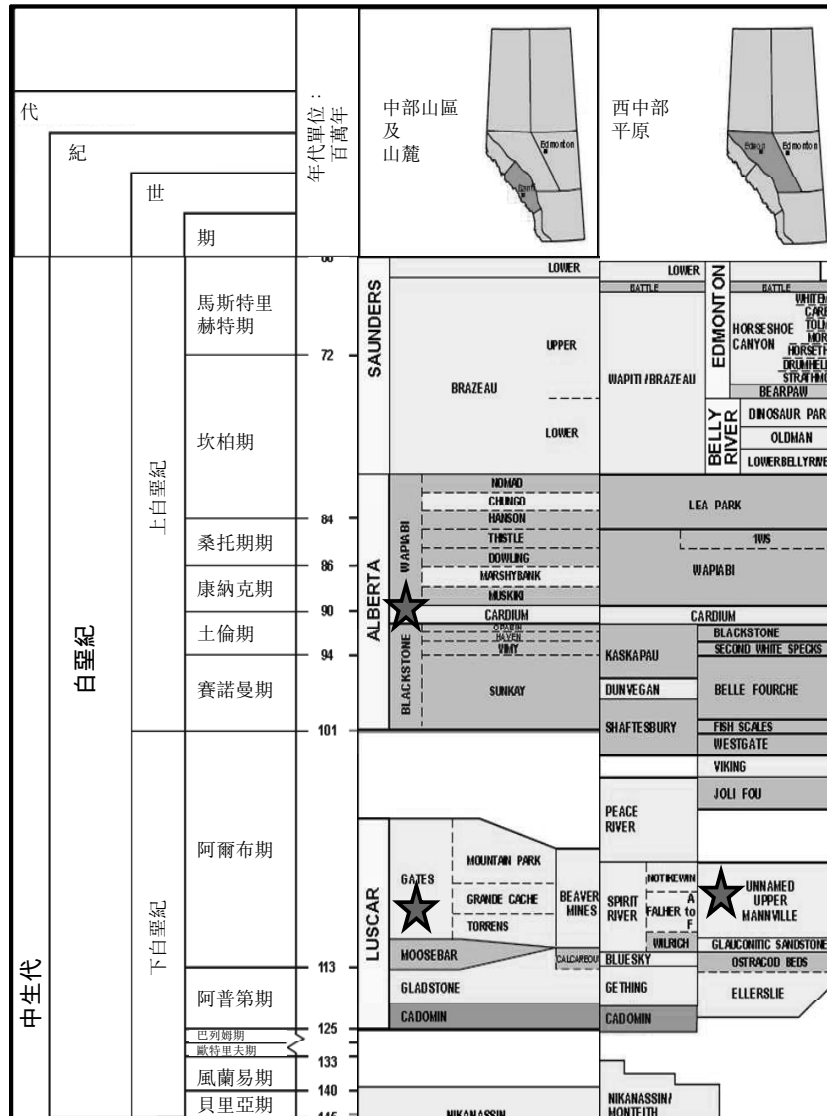 代
紀
世
期
年代單位：
百萬年
中部山區
及
山麓
Edmonton
Banff
西中部
平原
Edson
Edmonton
中生代
白堊紀
上白堊紀
下白堊紀
馬斯特里
赫特期
坎柏期
桑托期期
康納克期
土倫期
賽諾曼期
阿爾布期
阿普第期
巴列姆期
歐特里夫期
風蘭易期
貝里亞期
72
84
86
90
94
101
113
125
133
140
SAUNDERS
LOWER
BRAZEAU
UPPER
LOWER
ALBERTA
WAPIABI
NOMAD
CHUNGO
HANSON
THISTLE
DOWLING
MARSHYBANK
MUSKIKI
CARDIUM
BLACKSTONE
OPABIN
HAVEN
VIMY
SUNKAY
LUSCAR
GATES
MOUNTAIN PARK
GRANDE CACHE
TORRENS
BEAVER
MINES
MOOSEBAR
CALCAREOUS
GLADSTONE
CADOMIN
NIKANASSIN
LOWER
BATTLE
WAPITI/BRAZEAU
EDMONTON
BATTLE
HORSESHOE
CANYON
BEARPAW
BELLY
RIVER
DINOSAUR PAR
OLDMAN
LOWERBELLYRIVE
LEA PARK
1WS
WAPIABI
CARDIUM
KASKAPAU
DUNVEGAN
SHAFTESBURY
BLACKSTONE
SECOND WHITE SPECKS
BELLE FOURCHE
FISH SCALES
WESTGATE
VIKING
JOLI FOU
PEACE
RIVER
SPIRIT
RIVER
NOTIKEWIN
FALHER
A
to
F
WILRICH
UNNAMED
UPPER
MANNVILLE
GLAUCONITIC SANDSTONE
BLUESKY
OSTRACOD BEDS
GETHING
ELLERSLIE
CADOMIN
NIKANASSIN/
MONTEITH